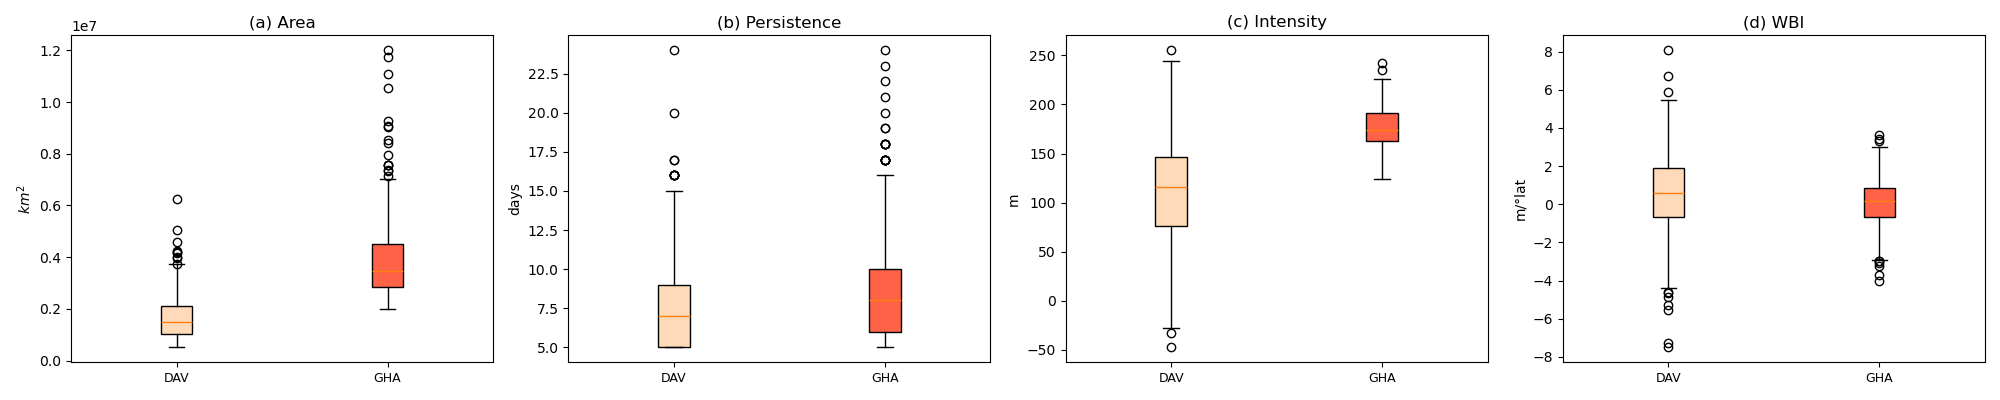 (a) Area
1e7
1.2
1.0
0.8
0.6
0.4
0.2
0.0
km²
DAV
GHA
(b) Persistence
22.5
20.0
17.5
15.0
12.5
10.0
7.5
5.0
days
DAV
GHA
(c) Intensity
250
200
150
100
50
0
−50
m
DAV
GHA
(d) WBI
8
6
4
2
0
−2
−4
−6
−8
m/°lat
DAV
GHA